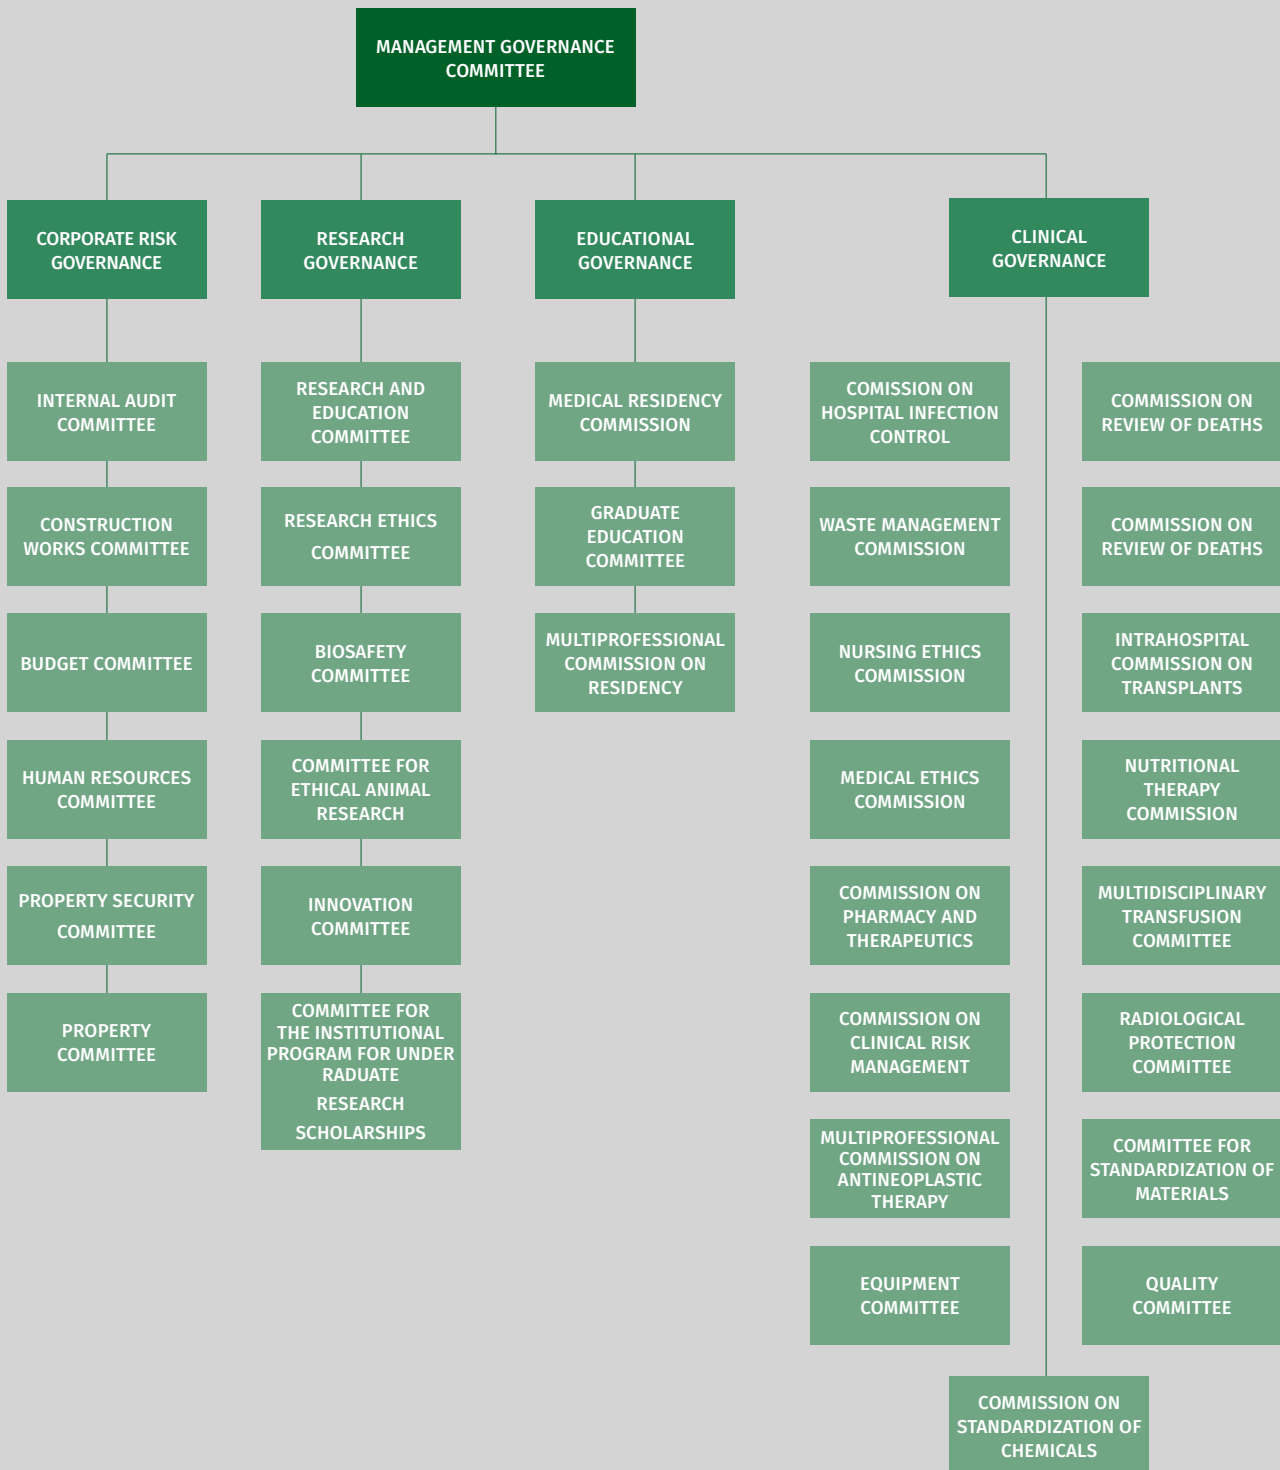 MANAGEMENT GOVERNANCE
COMMITTEE
CORPORATE RISK
GOVERNANCE
RESEARCH
GOVERNANCE
EDUCATIONAL
GOVERNANCE
CLINICAL
GOVERNANCE
INTERNAL AUDIT
COMMITTEE
CONSTRUCTION
WORKS COMMITTEE
BUDGET COMMITTEE
HUMAN RESOURCES
COMMITTEE
PROPERTY SECURITY
COMMITTEE
PROPERTY
COMMITTEE
RESEARCH AND
EDUCATION
COMMITTEE
RESEARCH ETHICS
COMMITTEE
BIOSAFETY
COMMITTEE
COMMITTEE FOR
ETHICAL ANIMAL
RESEARCH
INNOVATION
COMMITTEE
COMMITTEE FOR
THE INSTITUTIONAL
PROGRAM FOR UNDER
RADUATE
RESEARCH
SCHOLARSHIPS
MEDICAL RESIDENCY
COMMISSION
GRADUATE
EDUCATION
COMMITTEE
MULTIPROFESSIONAL
COMMISSION ON
RESIDENCY
COMISSION ON
HOSPITAL INFECTION
CONTROL
WASTE MANAGEMENT
COMMISSION
NURSING ETHICS
COMMISSION
MEDICAL ETHICS
COMMISSION
COMMISSION ON
PHARMACY AND
THERAPEUTICS
COMMISSION ON
CLINICAL RISK
MANAGEMENT
MULTIPROFESSIONAL
COMMISSION ON
ANTINEOPLASTIC
THERAPY
EQUIPMENT
COMMITTEE
COMMISSION ON
REVIEW OF DEATHS
COMMISSION ON
REVIEW OF DEATHS
INTRAHOSPITAL
COMMISSION ON
TRANSPLANTS
NUTRITIONAL
THERAPY
COMMISSION
MULTIDISCIPLINARY
TRANSFUSION
COMMITTEE
RADIOLOGICAL
PROTECTION
COMMITTEE
COMMITTEE FOR
STANDARDIZATION OF
MATERIALS
QUALITY
COMMITTEE
COMMISSION ON
STANDARDIZATION OF
CHEMICALS